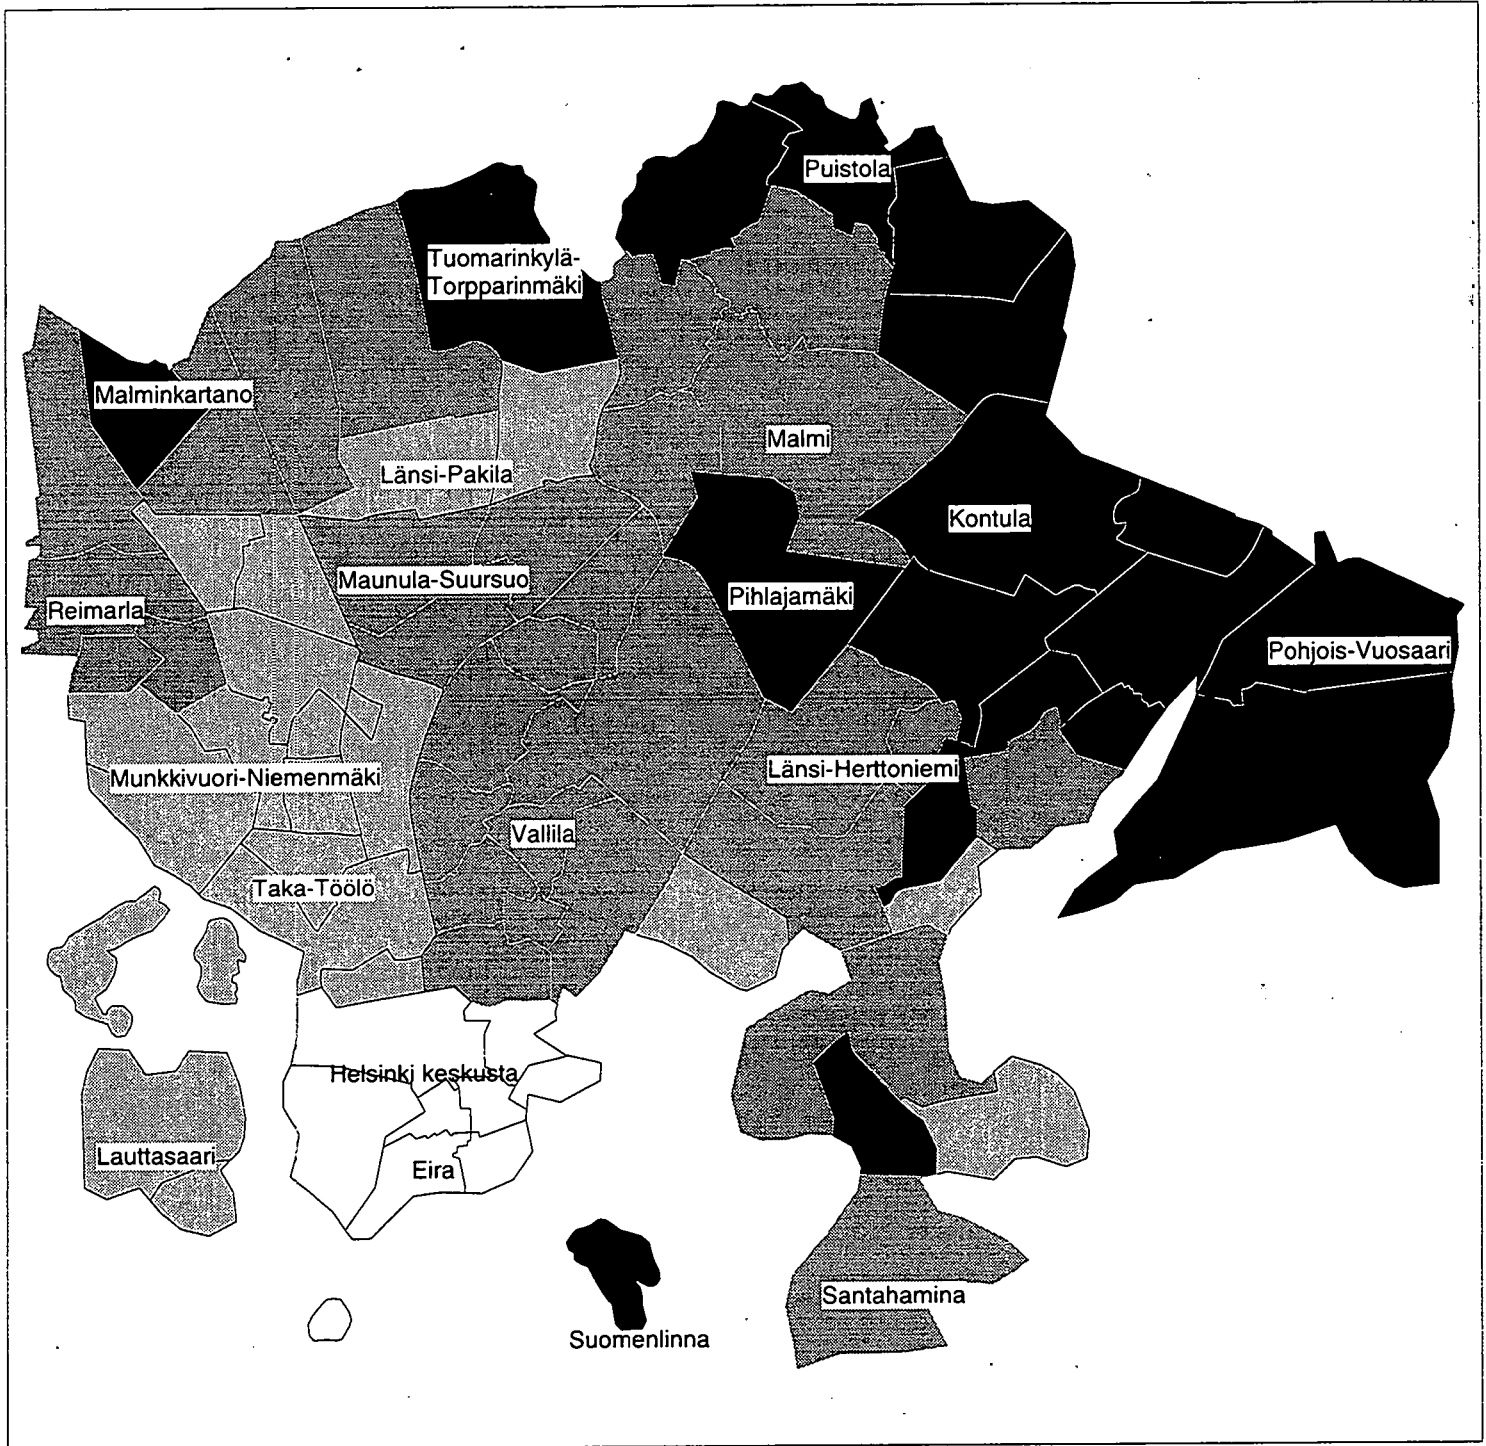 Puistola
Tuomarinkylä-
Torpparinmäki
Malminkartano
Malmi
Länsi-Pakila
Kontula
Maunula-Suursuo
Pihlajamäki
Reimarla
Pohjois-Vuosaari
Länsi-Herttoniemi
Munkkivuori-Niemenmäki
Vallila
Taka-Töölö
Helsinki keskusta
Lauttasaari
Eira
Santahamina
Suomenlinna